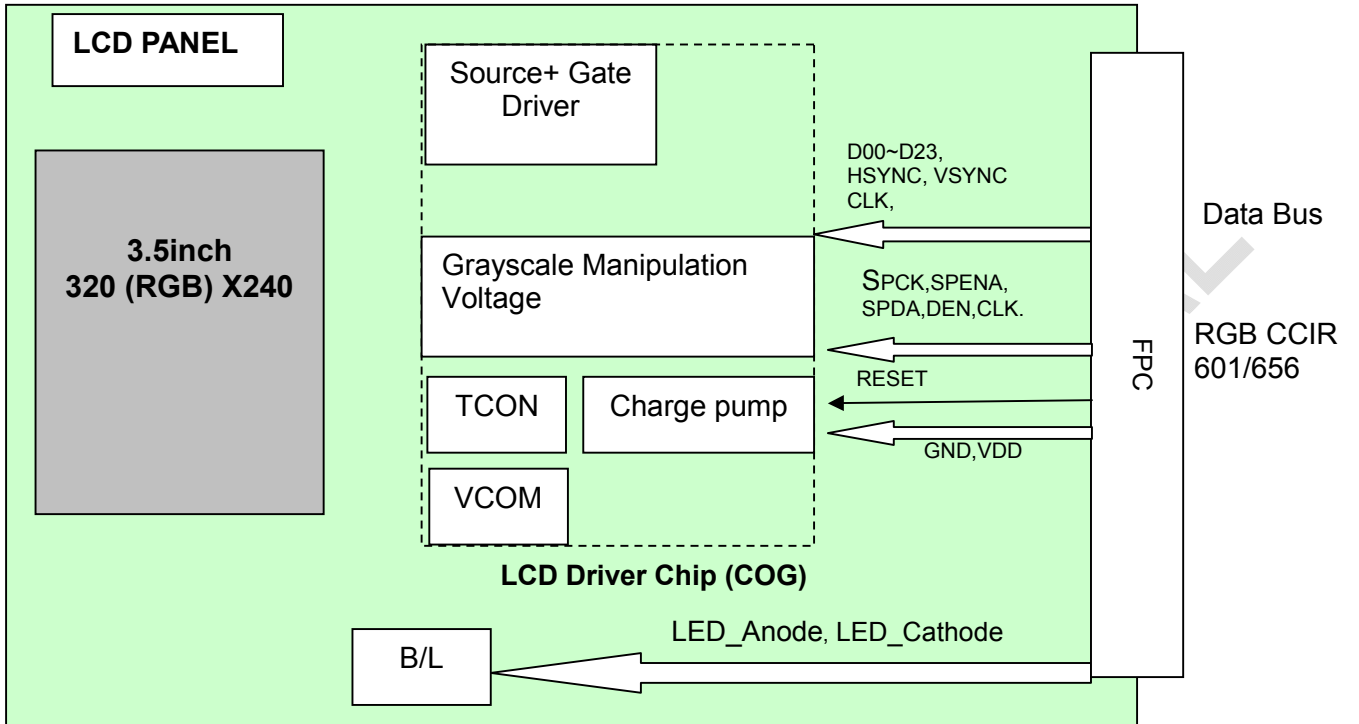 LCD PANEL
3.5inch
320 (RGB) X240
Source+ Gate
Driver
Grayscale Manipulation
Voltage
TCON
Charge pump
VCOM
LCD Driver Chip (COG)
D00~D23,
HSYNC, VSYNC
CLK,
SPCK,SPENA,
SPDA,DEN,CLK.
RESET
GND,VDD
B/L
LED_Anode, LED_Cathode
FPC
Data Bus
RGB CCIR
601/656